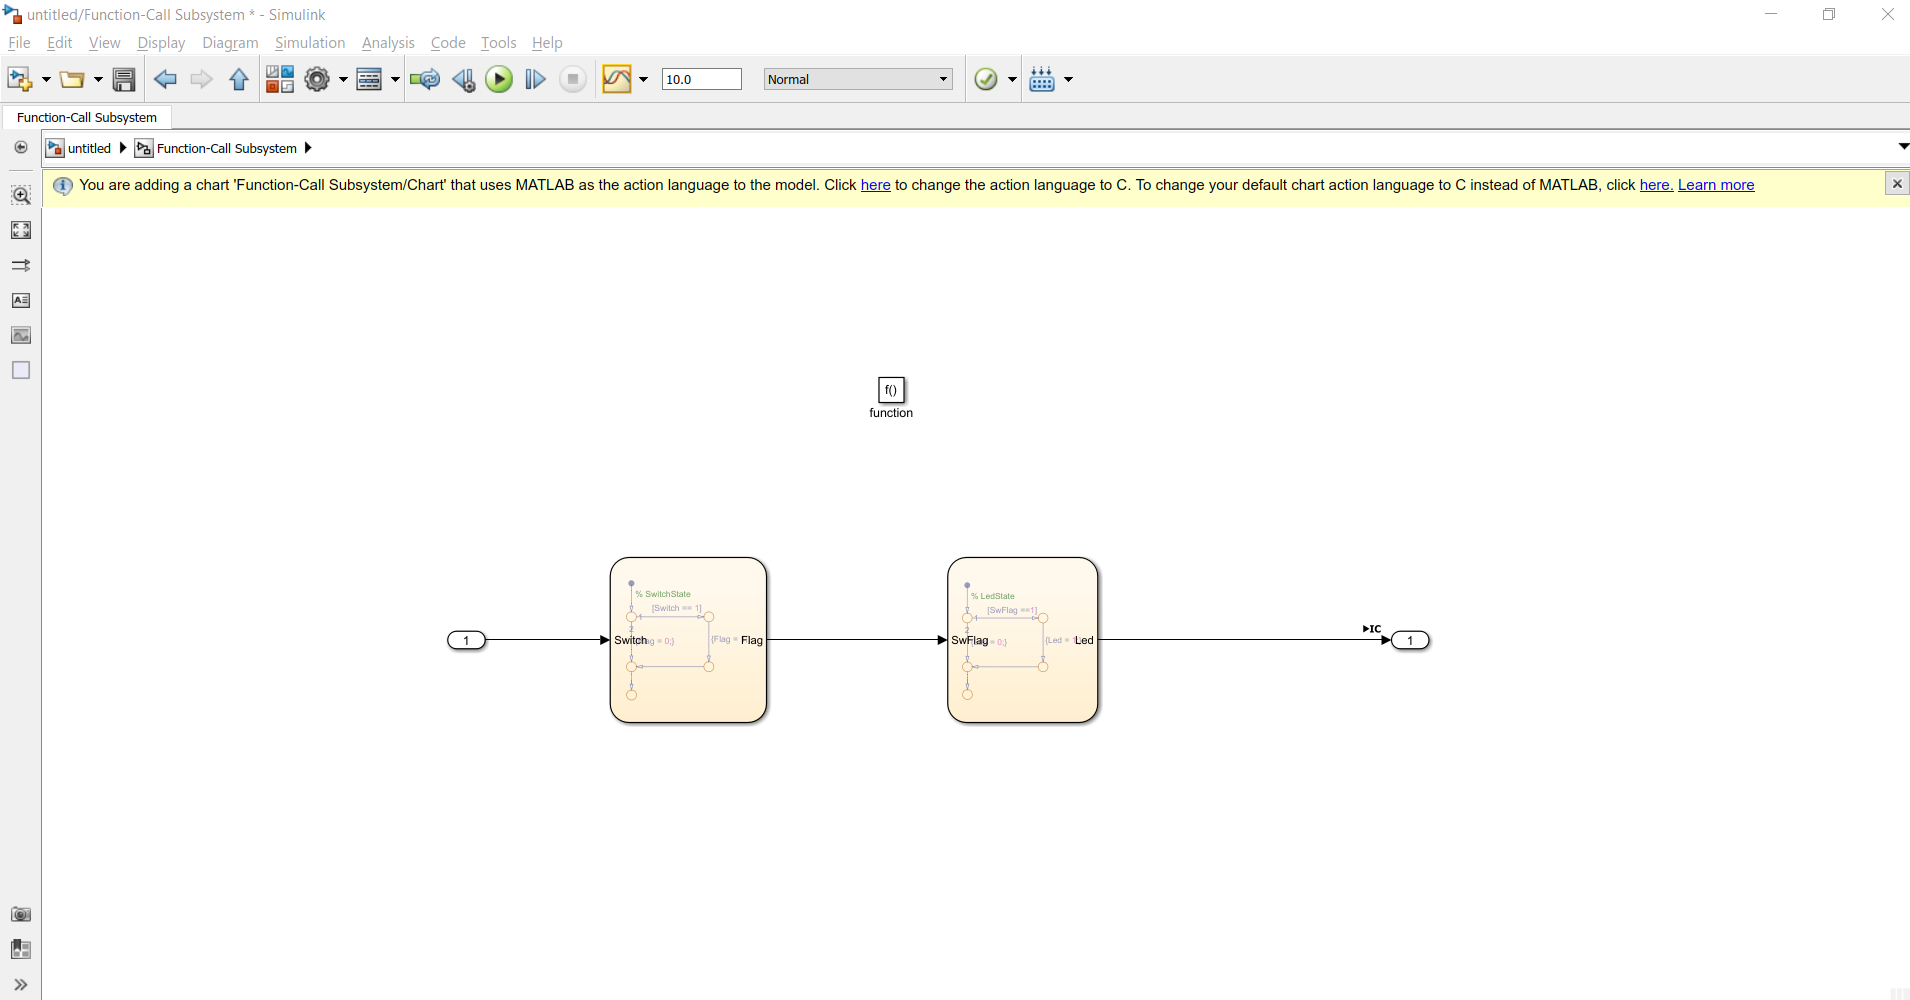 untitled/Function-Call Subsystem * - Simulink
File Edit View Display Diagram Simulation Analysis Code Tools Help
10.0 Normal
Function-Call Subsystem
untitled Function-Call Subsystem
You are adding a chart 'Function-Call Subsystem/Chart' that uses MATLAB as the action language to the model. Click here to change the action language to C. To change your default chart action language to C instead of MATLAB, click here. Learn more
f()
function
% SwitchState
[Switch == 1]
1
2
Switch
= 0;}
{Flag =
Flag
% LedState
[SwFlag ==1]
1
2
SwFlag
= 0;}
{Led =
Led
1
IC
1